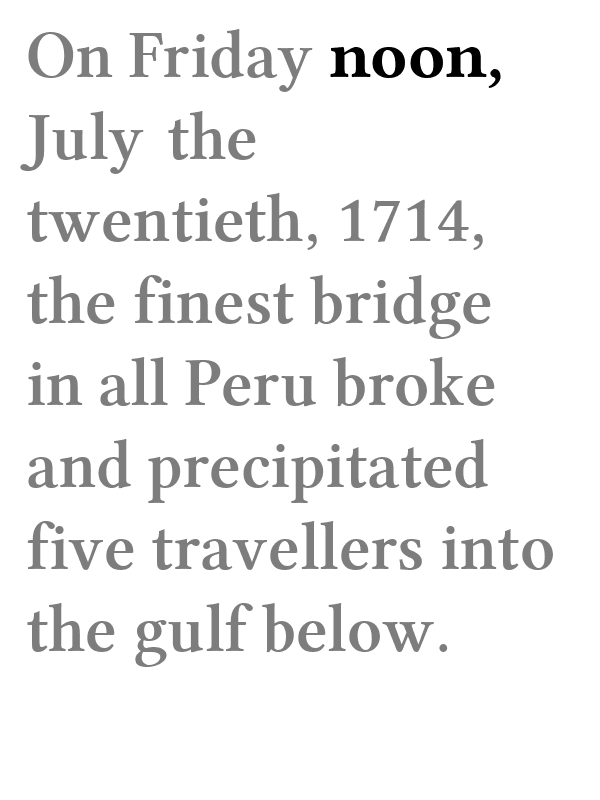 On Friday noon,
July the
twentieth, 1714,
the finest bridge
in all Peru broke
and precipitated
five travellers into
the gulf below.